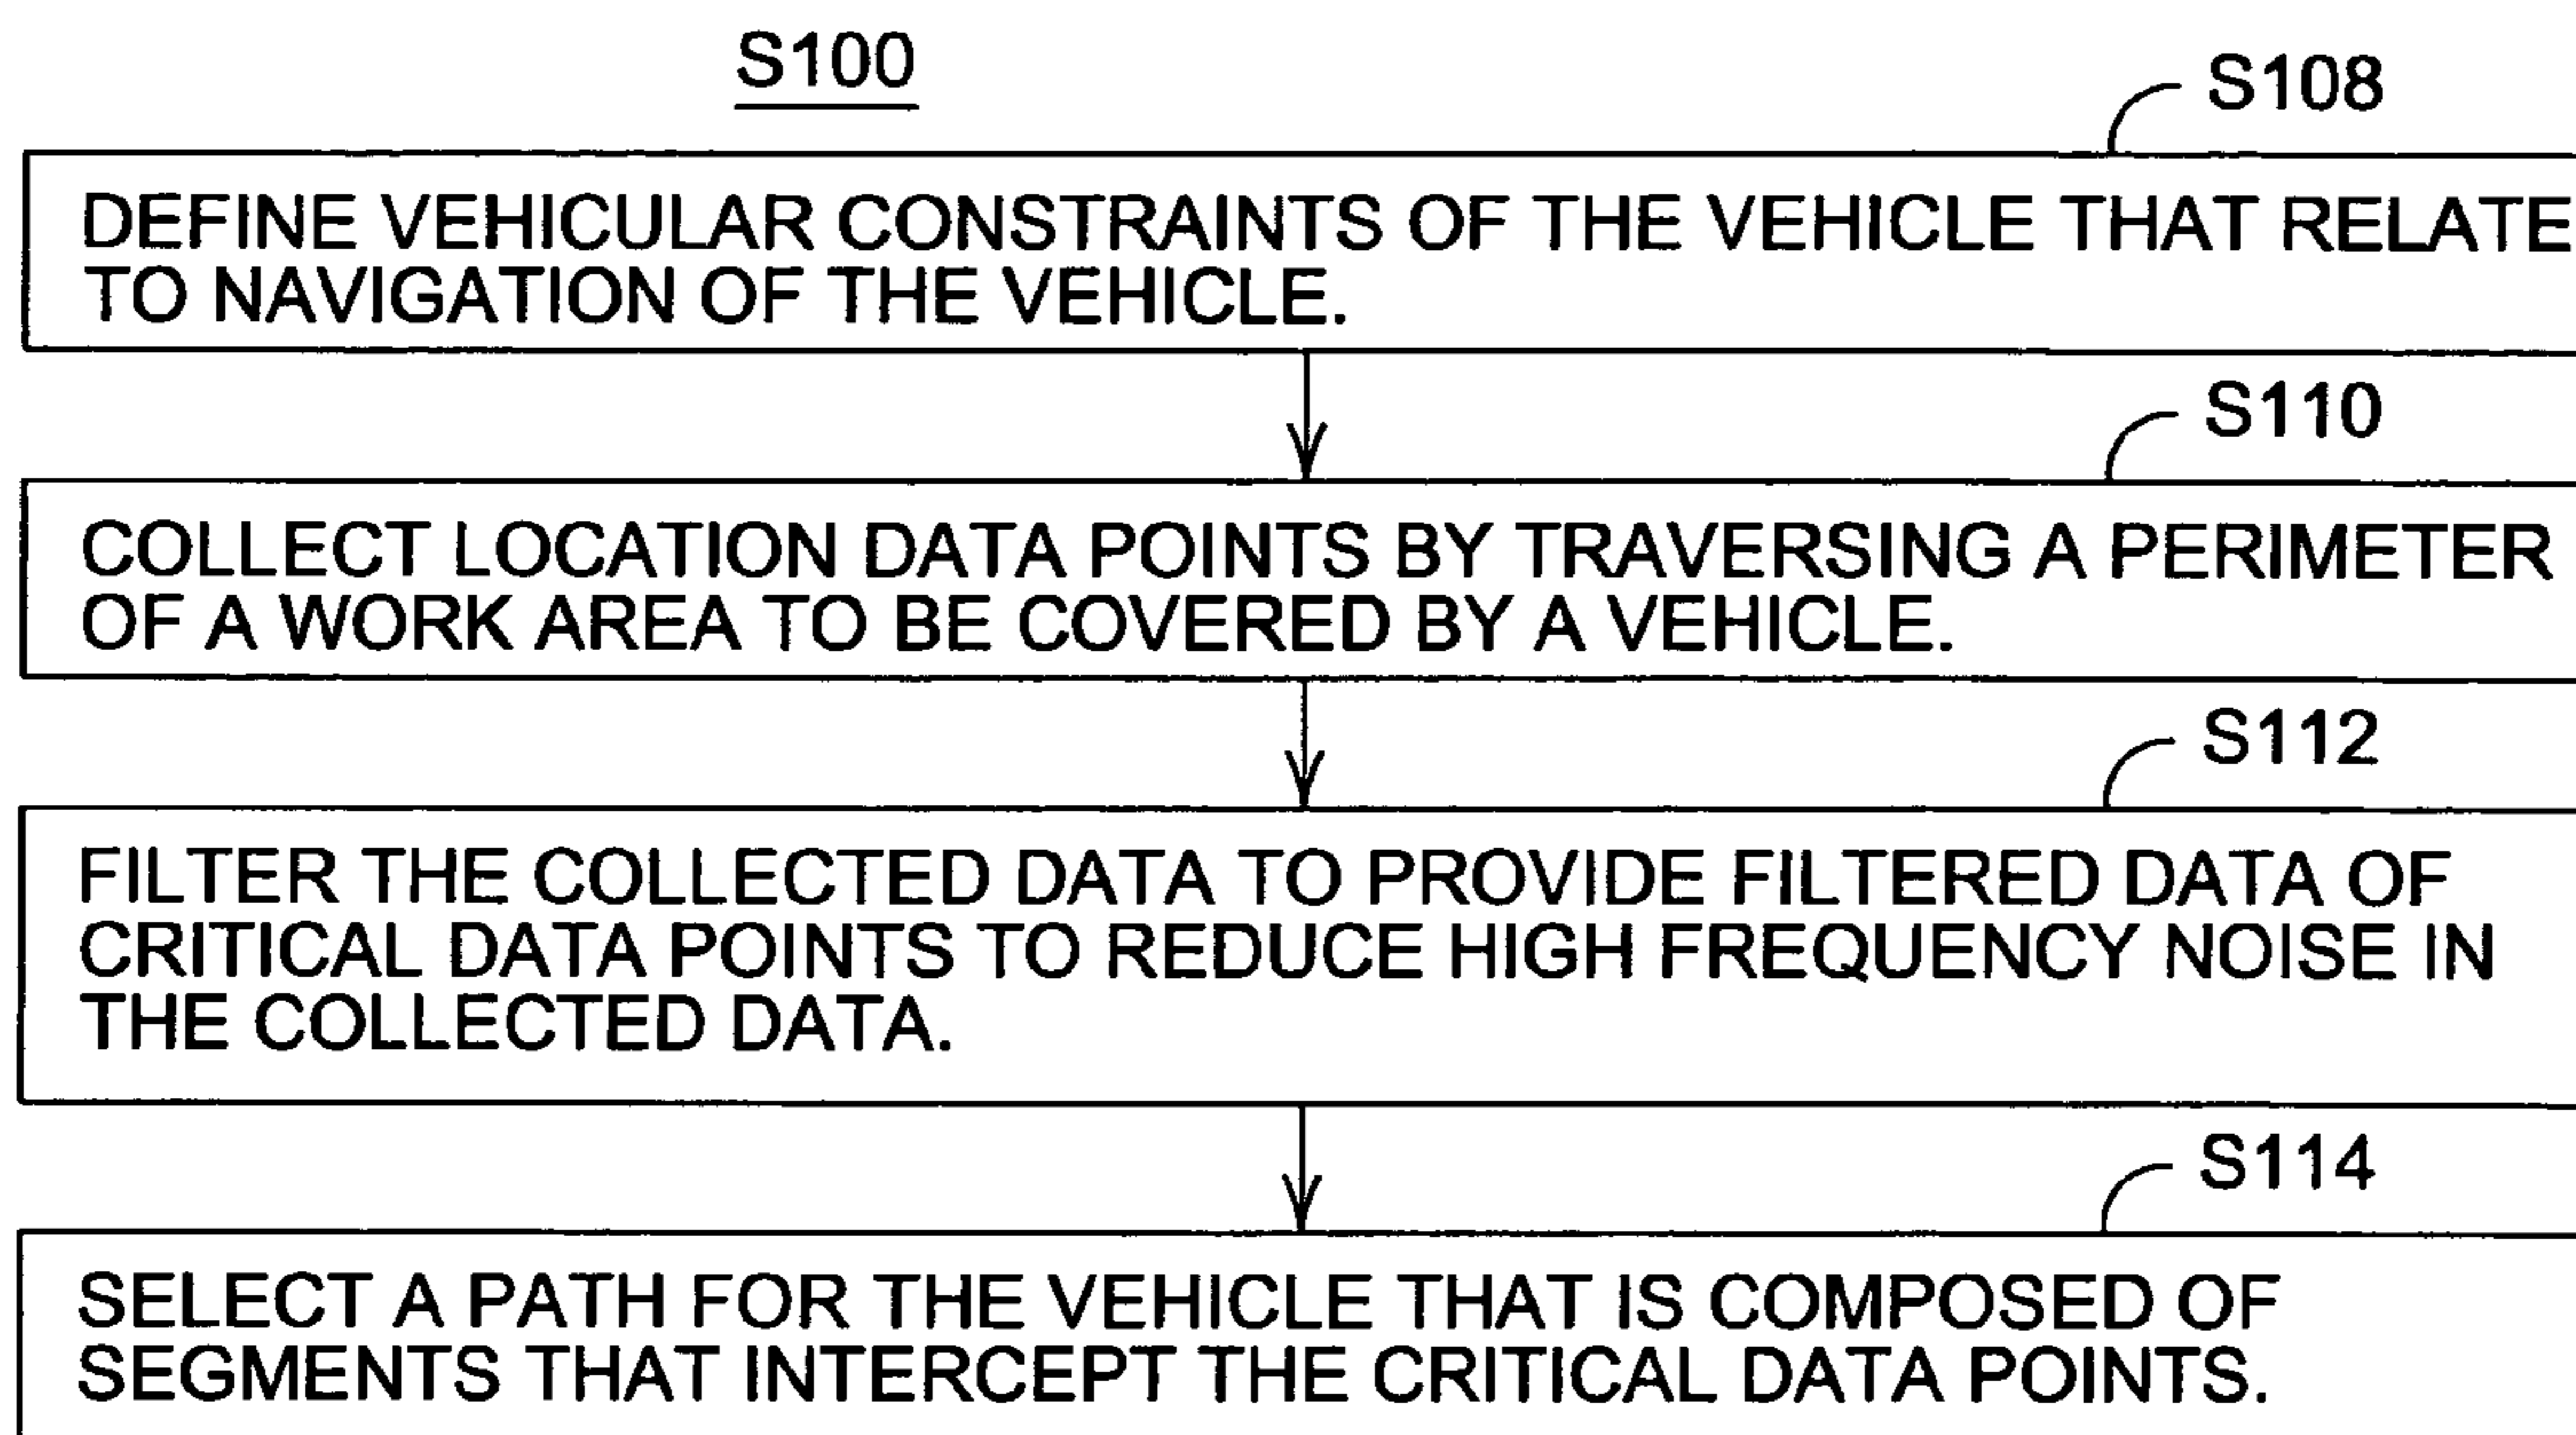 S100
S108
DEFINE VEHICULAR CONSTRAINTS OF THE VEHICLE THAT RELATE
TO NAVIGATION OF THE VEHICLE.
S110
COLLECT LOCATION DATA POINTS BY TRAVERSING A PERIMETER
OF A WORK AREA TO BE COVERED BY A VEHICLE.
S112
FILTER THE COLLECTED DATA TO PROVIDE FILTERED DATA OF
CRITICAL DATA POINTS TO REDUCE HIGH FREQUENCY NOISE IN
THE COLLECTED DATA.
S114
SELECT A PATH FOR THE VEHICLE THAT IS COMPOSED OF
SEGMENTS THAT INTERCEPT THE CRITICAL DATA POINTS.